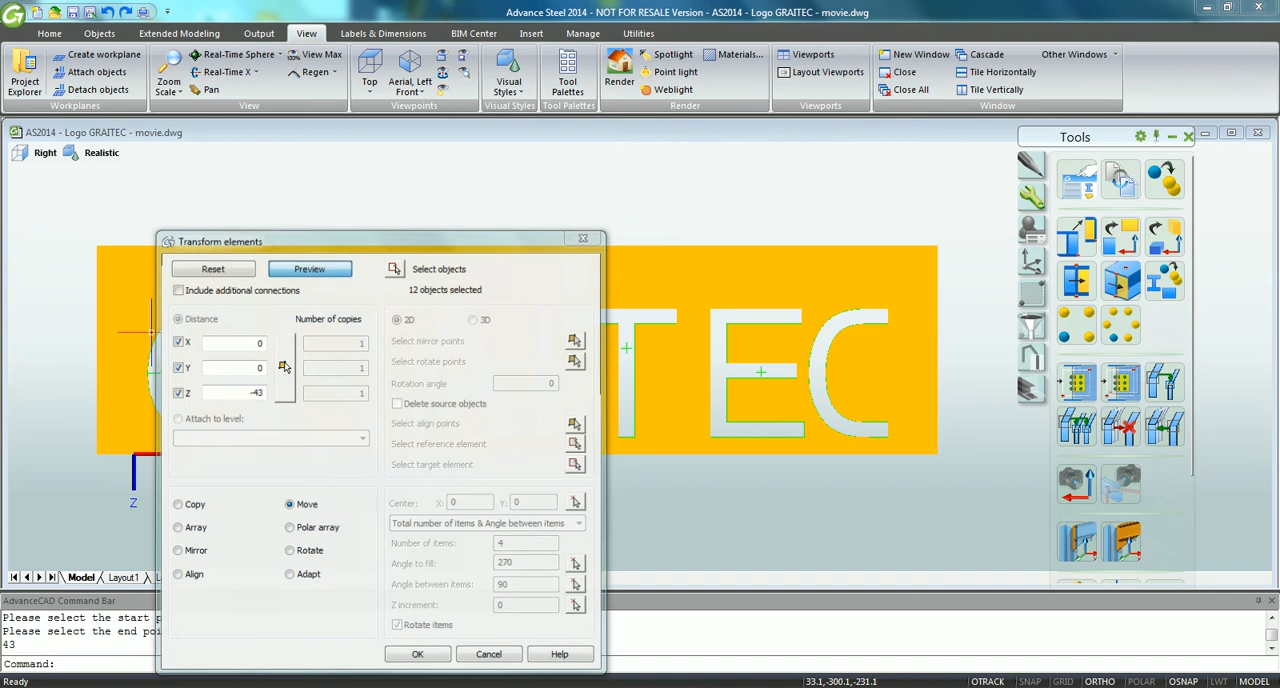 Advance Steel 2014 - NOT FOR RESALE Version - AS2014 - Logo GRAITEC - movie.dwg
Home Objects Extended Modeling Output View Labels & Dimensions BIM Center Insert Manage Utilities
Project Explorer
Create workplane
Attach objects
Detach objects
Workplanes
Zoom Scale
Real-Time Sphere
Real-Time X
Pan
View Max
Regen
View
Top
Aerial, Left Front
Viewpoints
Visual Styles
Visual Styles
Tool Palettes
Tool Palettes
Render
Spotlight
Point light
Weblight
Materials...
Render
Viewports
Layout Viewports
Viewports
New Window
Close
Close All
Cascade
Tile Horizontally
Tile Vertically
Other Windows
Window
AS2014 - Logo GRAITEC - movie.dwg
Right Realistic
Tools
Transform elements
Reset Preview Select objects
Include additional connections 12 objects selected
Distance Number of copies 2D 3D
X 0 1 Select mirror points
Y 0 1 Select rotate points
Rotation angle 0
Z -43 1 Delete source objects
Attach to level: Select align points
Select reference element
Select target element
Copy Move Center: X: 0 Y: 0
Array Polar array Total number of items & Angle between items
Mirror Rotate Number of items: 4
Angle to fill: 270
Align Adapt Angle between items: 90
Z increment: 0
Rotate items
OK Cancel Help
TEC
Z
Model Layout1 L
AdvanceCAD Command Bar
Please select the start p
Please select the end poi
43
Command:
Ready 33.1,-300.1,-231.1 OTRACK SNAP GRID ORTHO POLAR OSNAP LWT MODEL